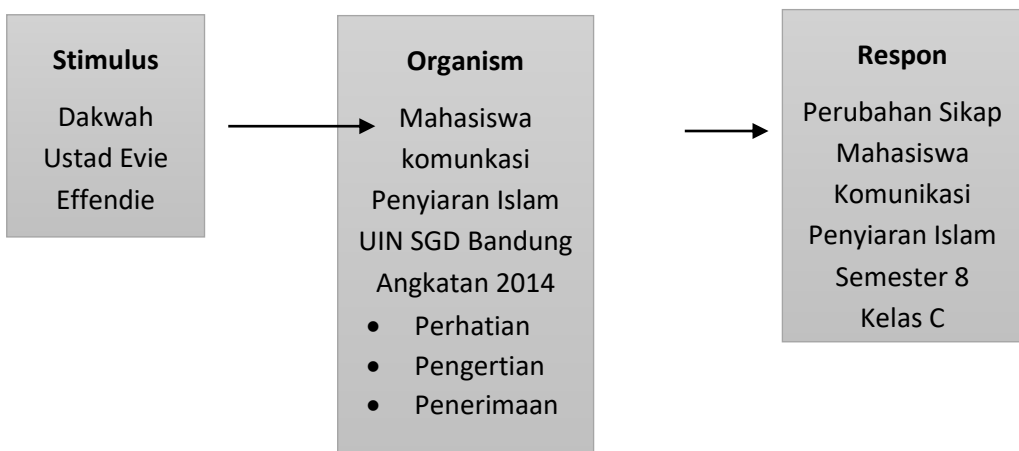 Stimulus
Dakwah
Ustad Evie
Effendie
Organism
Mahasiswa
komunkasi
Penyiaran Islam
UIN SGD Bandung
Angkatan 2014
• Perhatian
• Pengertian
• Penerimaan
Respon
Perubahan Sikap
Mahasiswa
Komunikasi
Penyiaran Islam
Semester 8
Kelas C